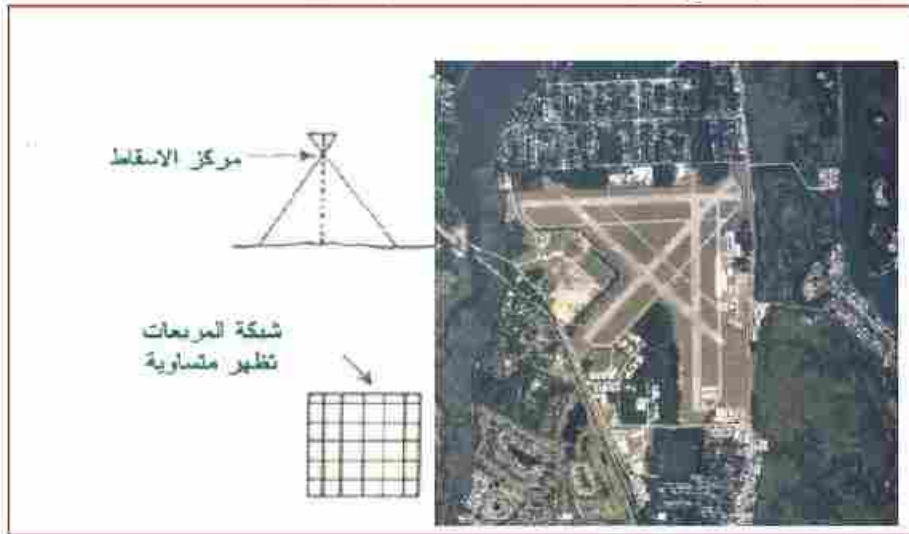 مركز الاسقاط
شبكة المربعات
تظهر متساوية